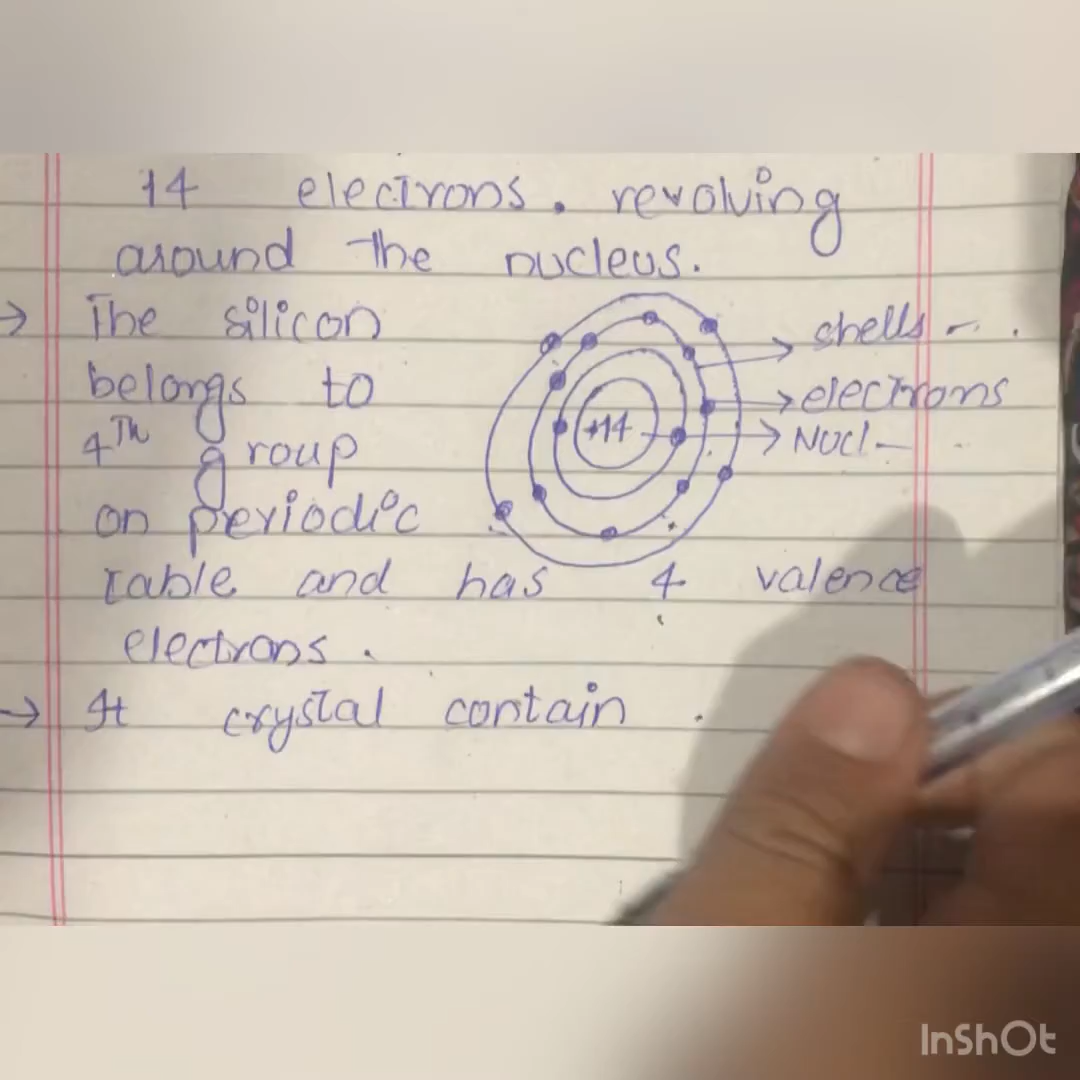 14 electrons. revolving
around the nucleus.
→ The silicon
belongs to
4Th group
on periodic
table and has 4 valence
electrons.
→ It crystal contain
shells
electrons
Nucl
+14
InShOt